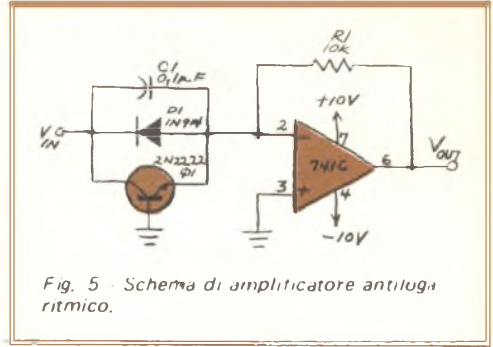 C1
0,1µF
R1
10K
D1
1N914
+10V
V IN
2
7
2N2222
Q1
741C
6
VOUT
3
4
-10V
Fig. 5 - Schema di amplificatore antiloga
ritmico.